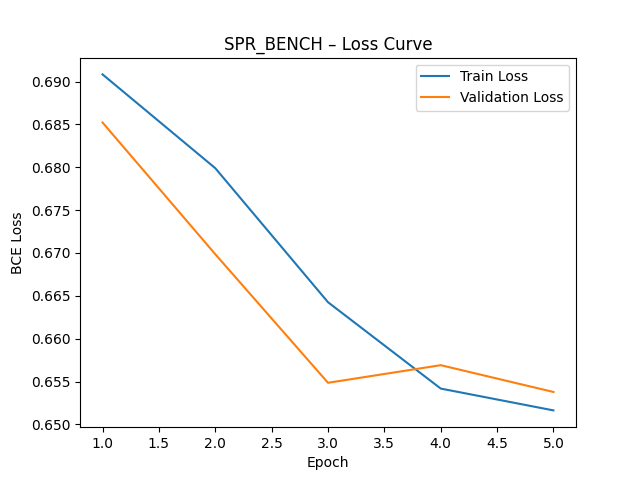 SPR_BENCH – Loss Curve
Train Loss
Validation Loss
0.690
0.685
0.680
0.675
0.670
0.665
0.660
0.655
0.650
BCE Loss
1.0 1.5 2.0 2.5 3.0 3.5 4.0 4.5 5.0
Epoch